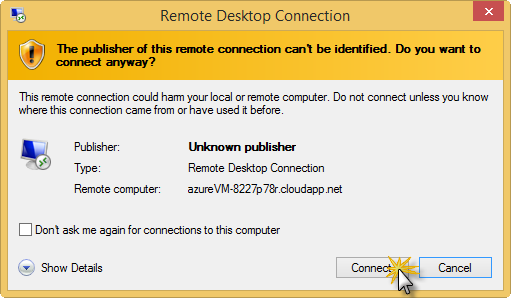 Remote Desktop Connection
The publisher of this remote connection can't be identified. Do you want to
connect anyway?
This remote connection could harm your local or remote computer. Do not connect unless you know
where this connection came from or have used it before.
Publisher: Unknown publisher
Type: Remote Desktop Connection
Remote computer: azureVM-8227p78r.cloudapp.net
Don't ask me again for connections to this computer
Show Details Connect Cancel